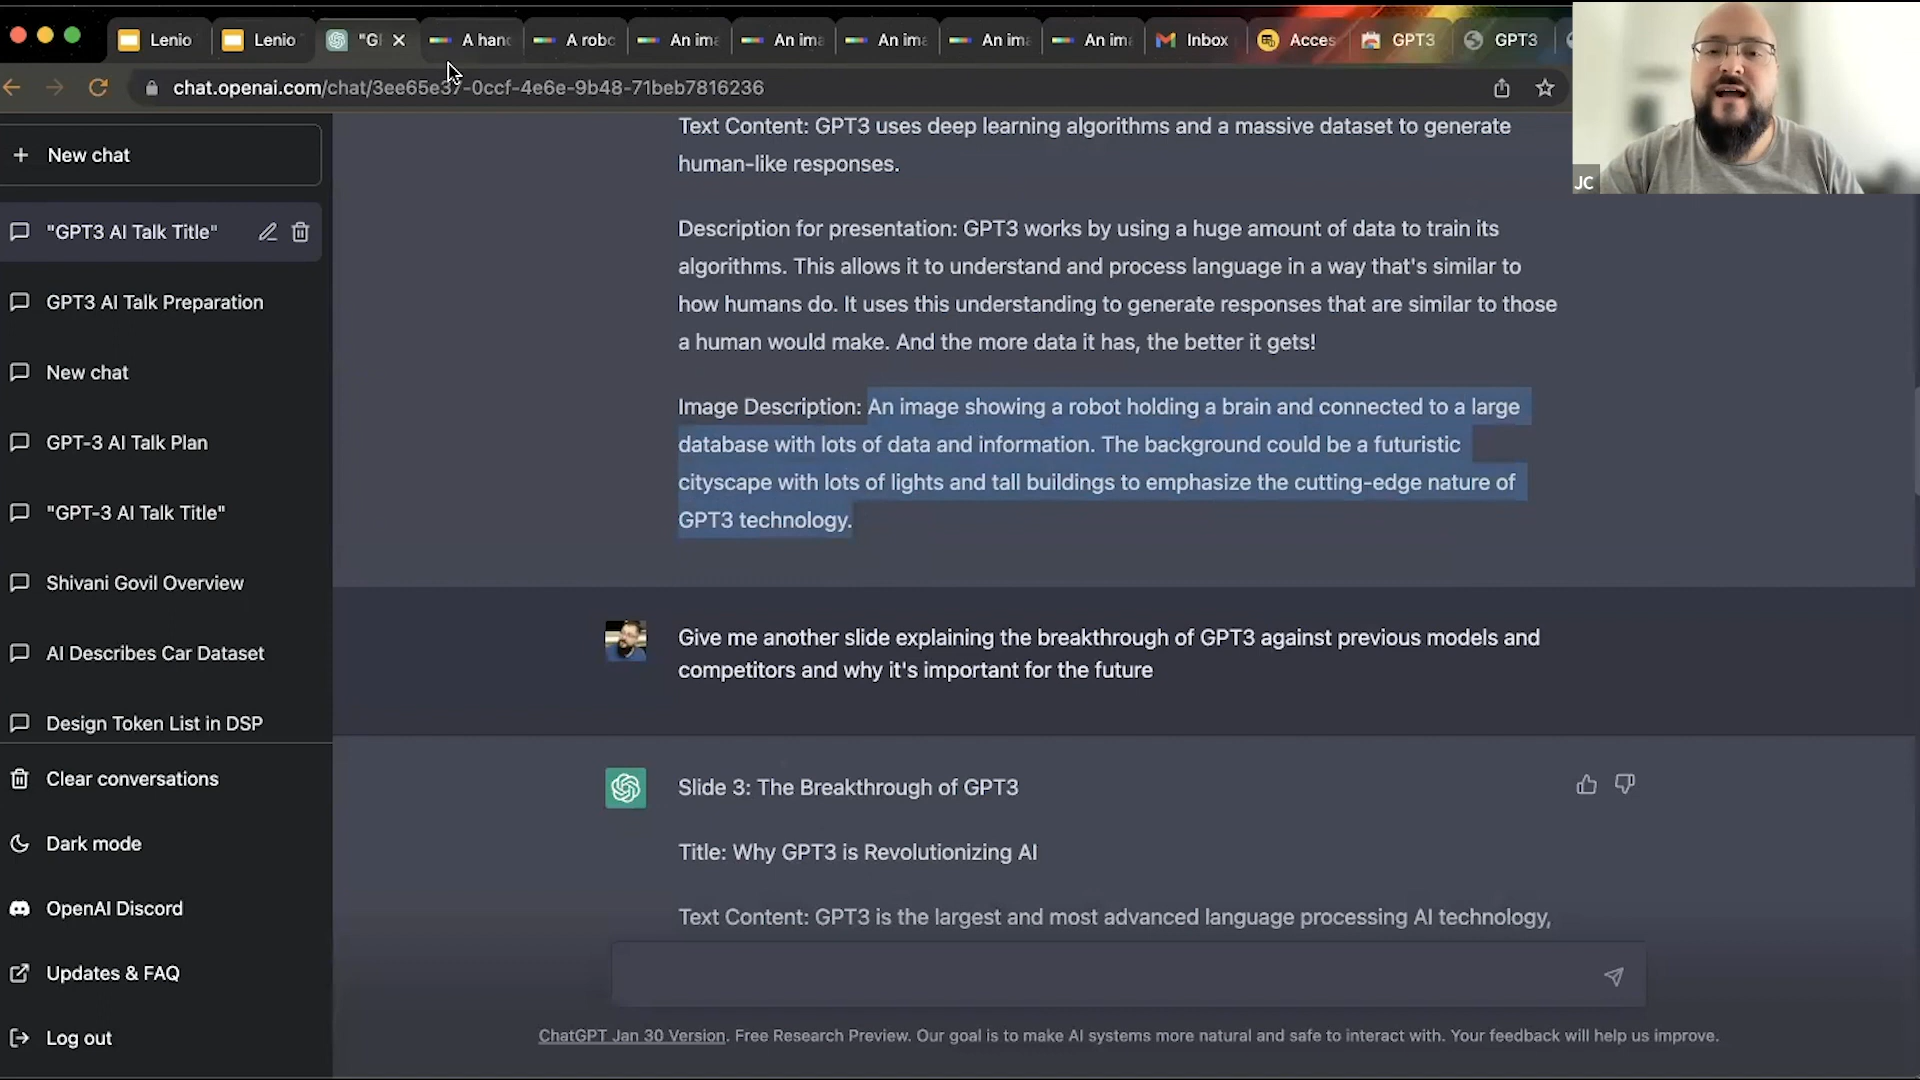 Lenio
Lenio
"G
A hand
A robo
An ima
An ima
An ima
An ima
An im
Inbox
Acces
GPT3
GPT3
chat.openai.com/chat/3ee65e37-0ccf-4e6e-9b48-71beb7816236
JC
New chat
"GPT3 AI Talk Title"
GPT3 AI Talk Preparation
New chat
GPT-3 AI Talk Plan
"GPT-3 AI Talk Title"
Shivani Govil Overview
AI Describes Car Dataset
Design Token List in DSP
Clear conversations
Dark mode
OpenAI Discord
Updates & FAQ
Log out
Text Content: GPT3 uses deep learning algorithms and a massive dataset to generate
human-like responses.
Description for presentation: GPT3 works by using a huge amount of data to train its
algorithms. This allows it to understand and process language in a way that's similar to
how humans do. It uses this understanding to generate responses that are similar to those
a human would make. And the more data it has, the better it gets!
Image Description: An image showing a robot holding a brain and connected to a large
database with lots of data and information. The background could be a futuristic
cityscape with lots of lights and tall buildings to emphasize the cutting-edge nature of
GPT3 technology.
Give me another slide explaining the breakthrough of GPT3 against previous models and
competitors and why it's important for the future
Slide 3: The Breakthrough of GPT3
Title: Why GPT3 is Revolutionizing AI
Text Content: GPT3 is the largest and most advanced language processing AI technology,
ChatGPT Jan 30 Version. Free Research Preview. Our goal is to make AI systems more natural and safe to interact with. Your feedback will help us improve.